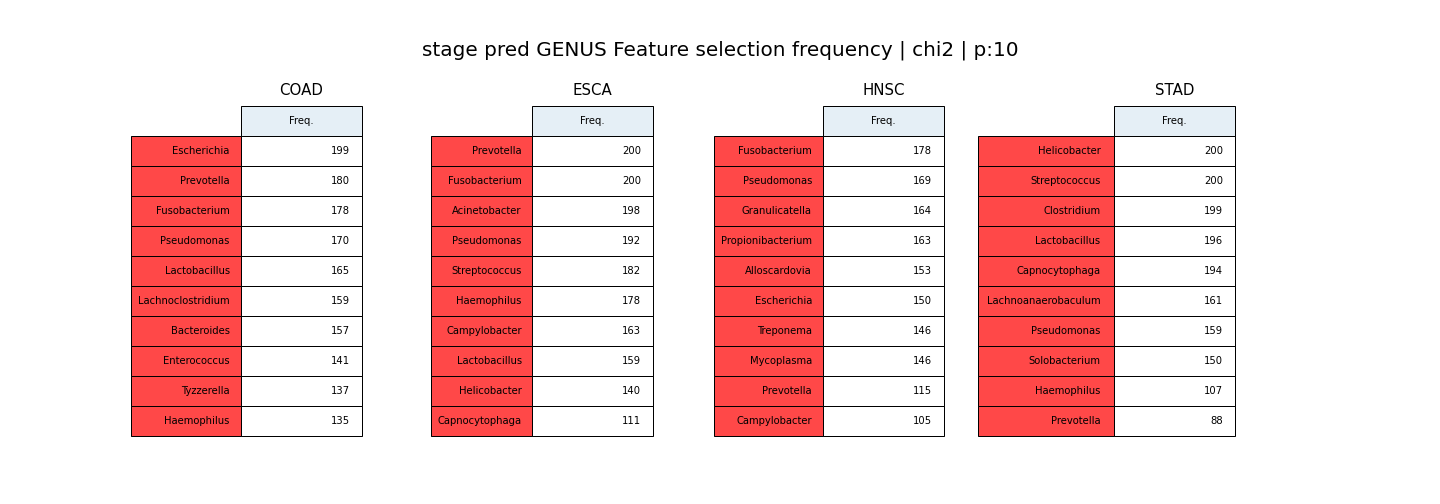 stage pred GENUS Feature selection frequency | chi2 | p:10
COAD
Freq.
Escherichia 199
Prevotella 180
Fusobacterium 178
Pseudomonas 170
Lactobacillus 165
Lachnoclostridium 159
Bacteroides 157
Enterococcus 141
Tyzzerella 137
Haemophilus 135
ESCA
Freq.
Prevotella 200
Fusobacterium 200
Acinetobacter 198
Pseudomonas 192
Streptococcus 182
Haemophilus 178
Campylobacter 163
Lactobacillus 159
Helicobacter 140
Capnocytophaga 111
HNSC
Freq.
Fusobacterium 178
Pseudomonas 169
Granulicatella 164
Propionibacterium 163
Alloscardovia 153
Escherichia 150
Treponema 146
Mycoplasma 146
Prevotella 115
Campylobacter 105
STAD
Freq.
Helicobacter 200
Streptococcus 200
Clostridium 199
Lactobacillus 196
Capnocytophaga 194
Lachnoanaerobaculum 161
Pseudomonas 159
Solobacterium 150
Haemophilus 107
Prevotella 88